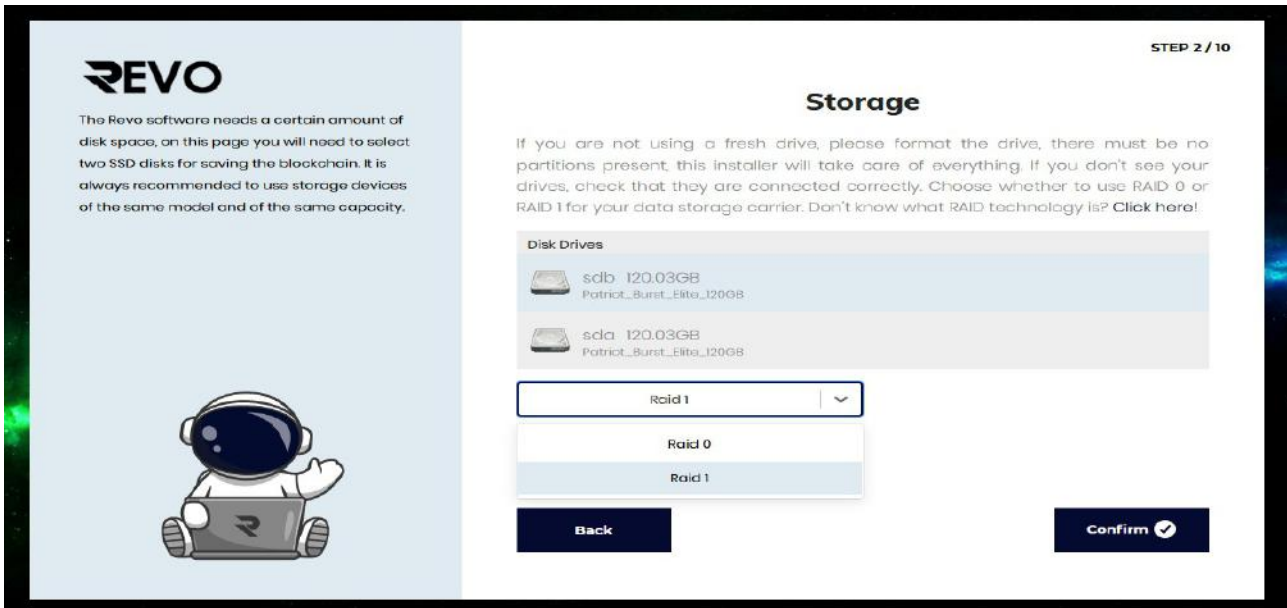 REVO
The Revo software needs a certain amount of
disk space, on this page you will need to select
two SSD disks for saving the blockchain. It is
always recommended to use storage devices
of the same model and of the same capacity.
STEP 2/10
Storage
If you are not using a fresh drive, please format the drive, there must be no
partitions present, this installer will take care of everything. If you don't see your
drives, check that they are connected correctly. Choose whether to use RAID 0 or
RAID 1 for your data storage carrier. Don't know what RAID technology is? Click here!
Disk Drives
sdb 120.03GB
Patriot_Burst_Elite_120GB
sda 120.03GB
Patriot_Burst_Elite_120GB
Raid 1
Raid 0
Raid 1
Back
Confirm